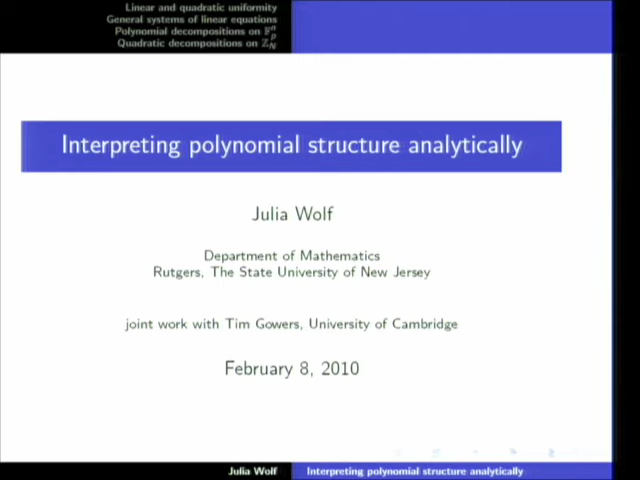 Linear and quadratic uniformity
General systems of linear equations
Polynomial decompositions on 𝔽ₚⁿ
Quadratic decompositions on ℤ_N
Interpreting polynomial structure analytically
Julia Wolf
Department of Mathematics
Rutgers, The State University of New Jersey
joint work with Tim Gowers, University of Cambridge
February 8, 2010
Julia Wolf Interpreting polynomial structure analytically